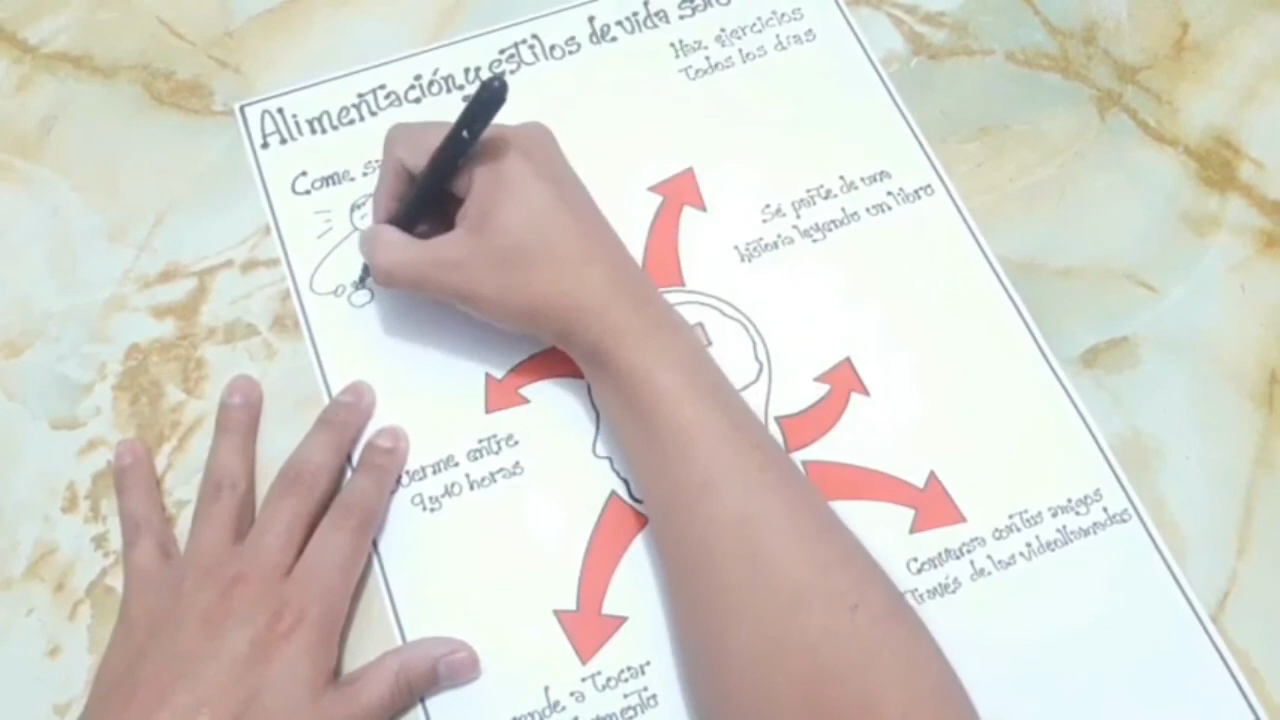 Alimentación y estilos de vida
Haz ejercicios
Todos los días
Come
Sé parte de una
historia leyendo un libro
Duerme entre
9 y 10 horas
Conversa con tus amigos
través de las videollamadas
a tocar